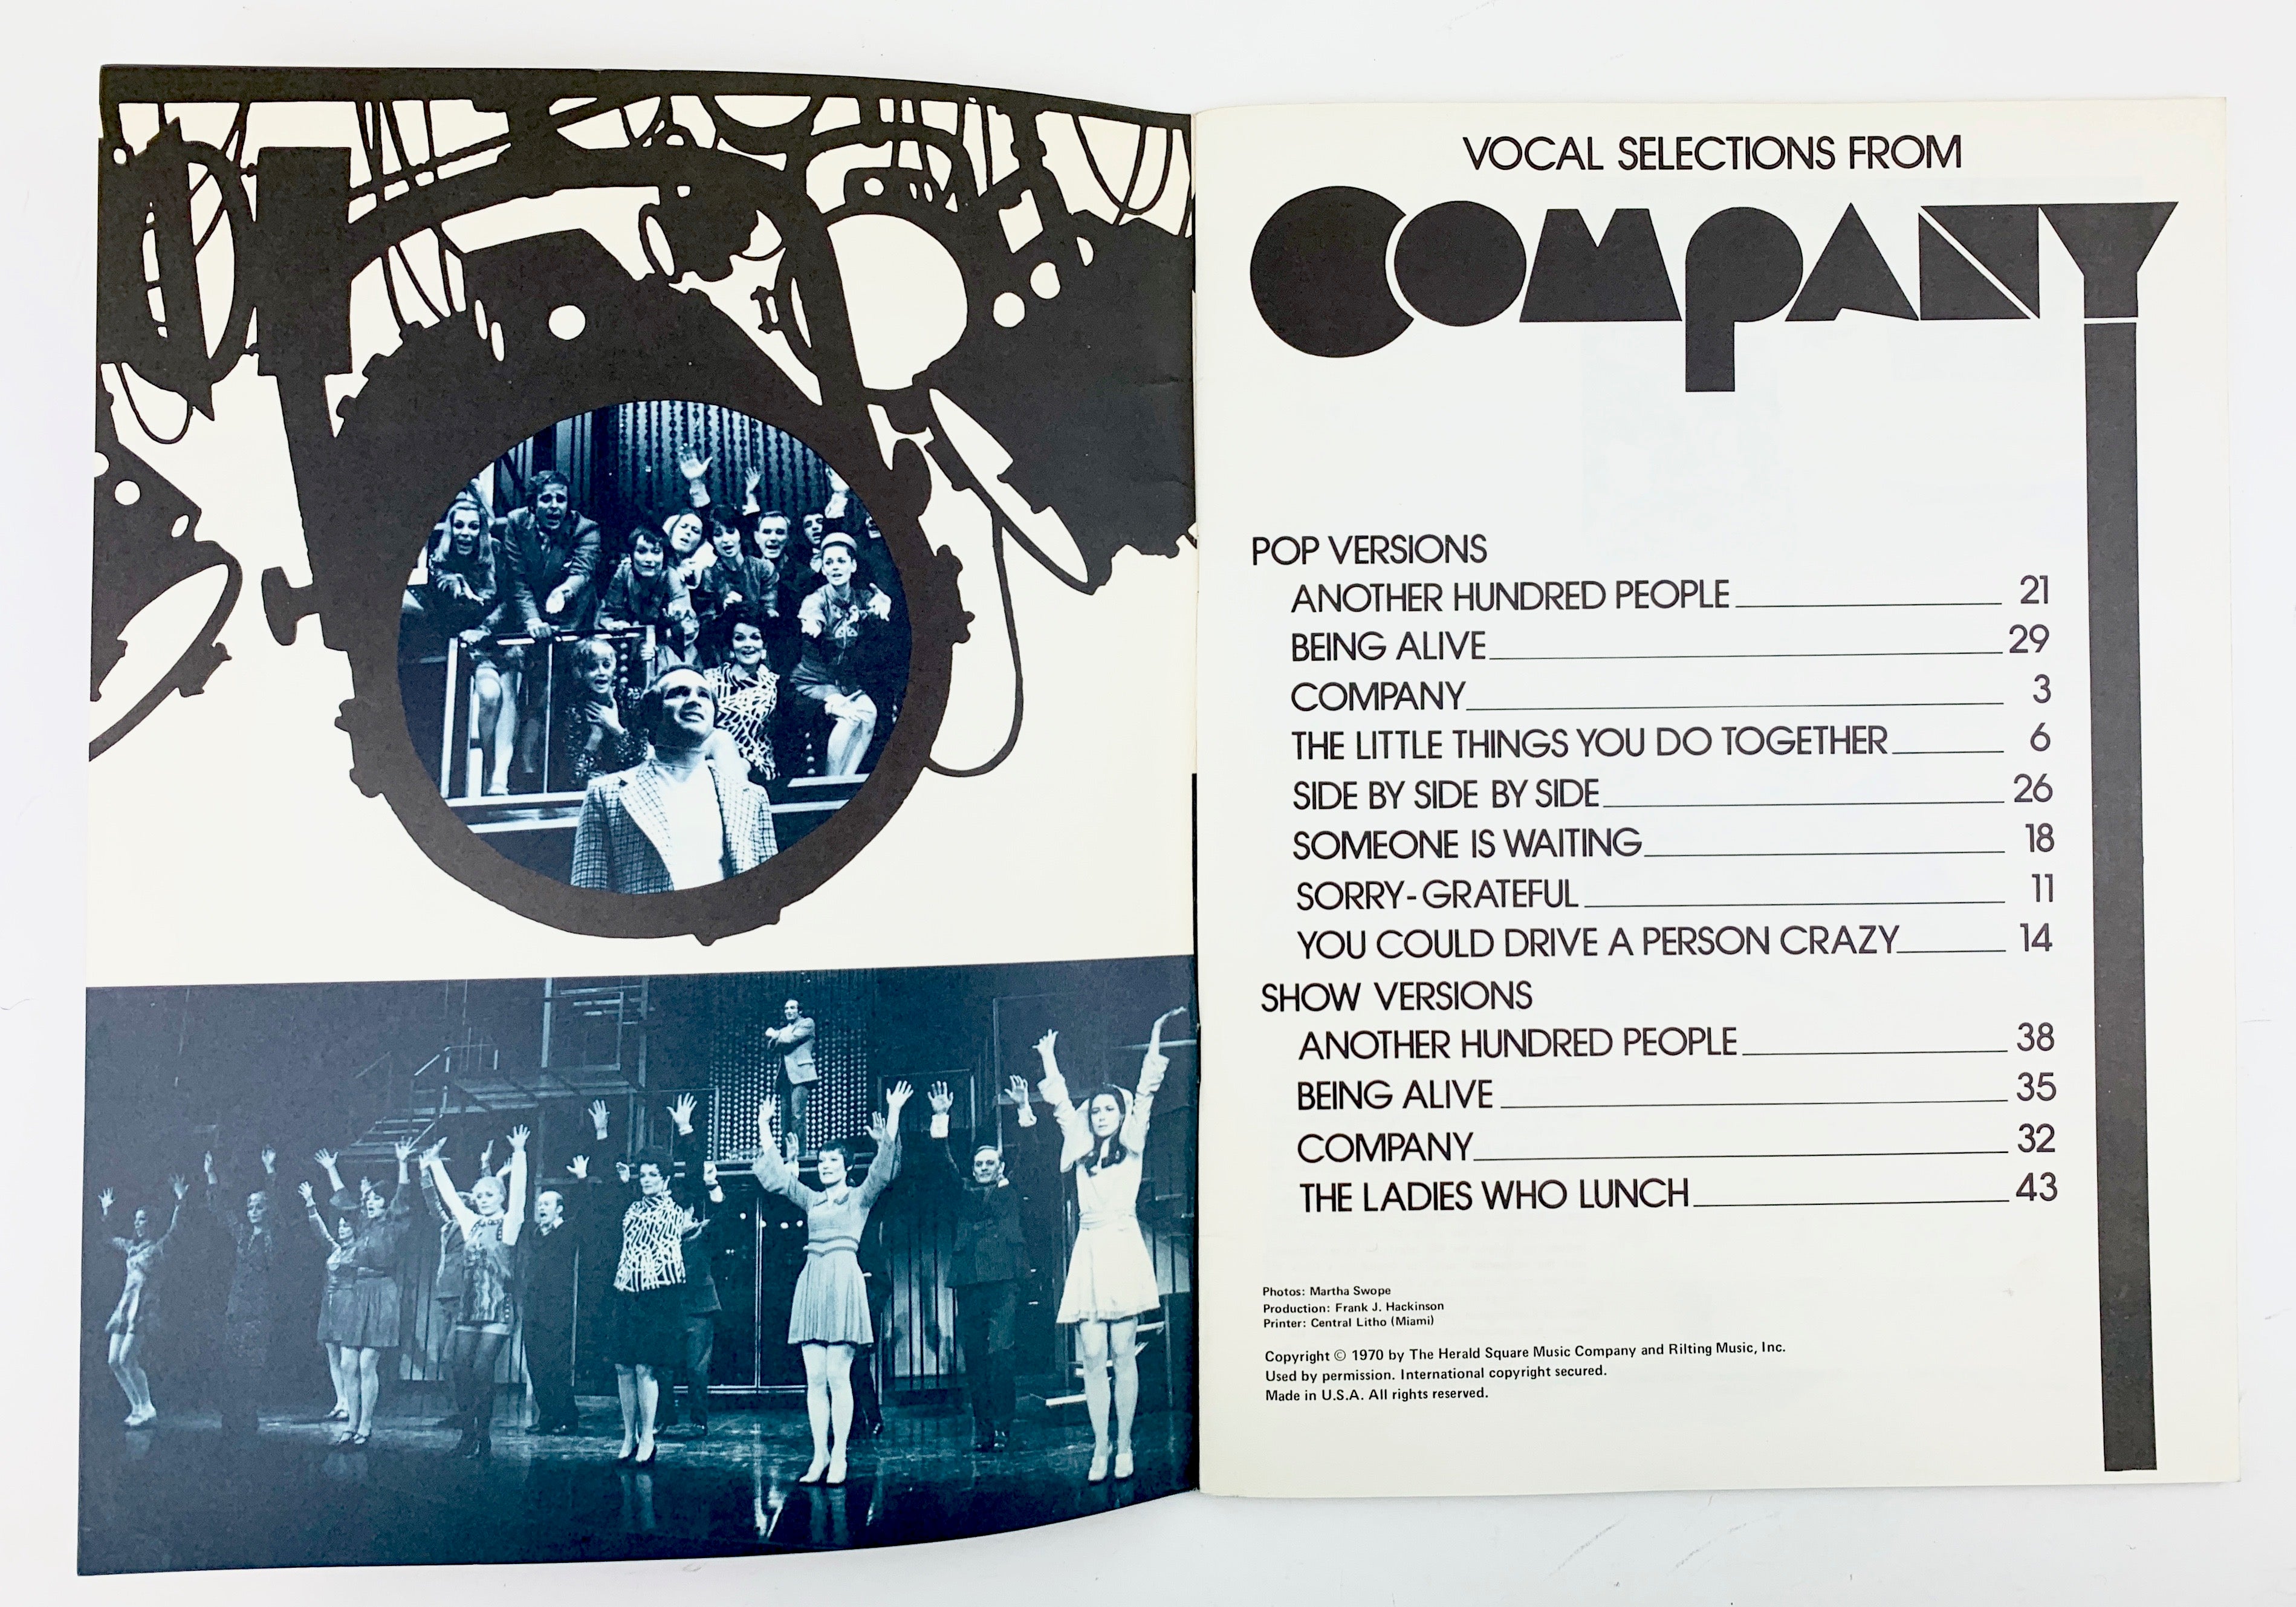 VOCAL SELECTIONS FROM
COMPANY
POP VERSIONS
ANOTHER HUNDRED PEOPLE 21
BEING ALIVE 29
COMPANY 3
THE LITTLE THINGS YOU DO TOGETHER 6
SIDE BY SIDE BY SIDE 26
SOMEONE IS WAITING 18
SORRY-GRATEFUL 11
YOU COULD DRIVE A PERSON CRAZY 14
SHOW VERSIONS
ANOTHER HUNDRED PEOPLE 38
BEING ALIVE 35
COMPANY 32
THE LADIES WHO LUNCH 43
Photos: Martha Swope
Production: Frank J. Hackinson
Printer: Central Litho (Miami)
Copyright © 1970 by The Herald Square Music Company and Rilting Music, Inc.
Used by permission. International copyright secured.
Made in U.S.A. All rights reserved.